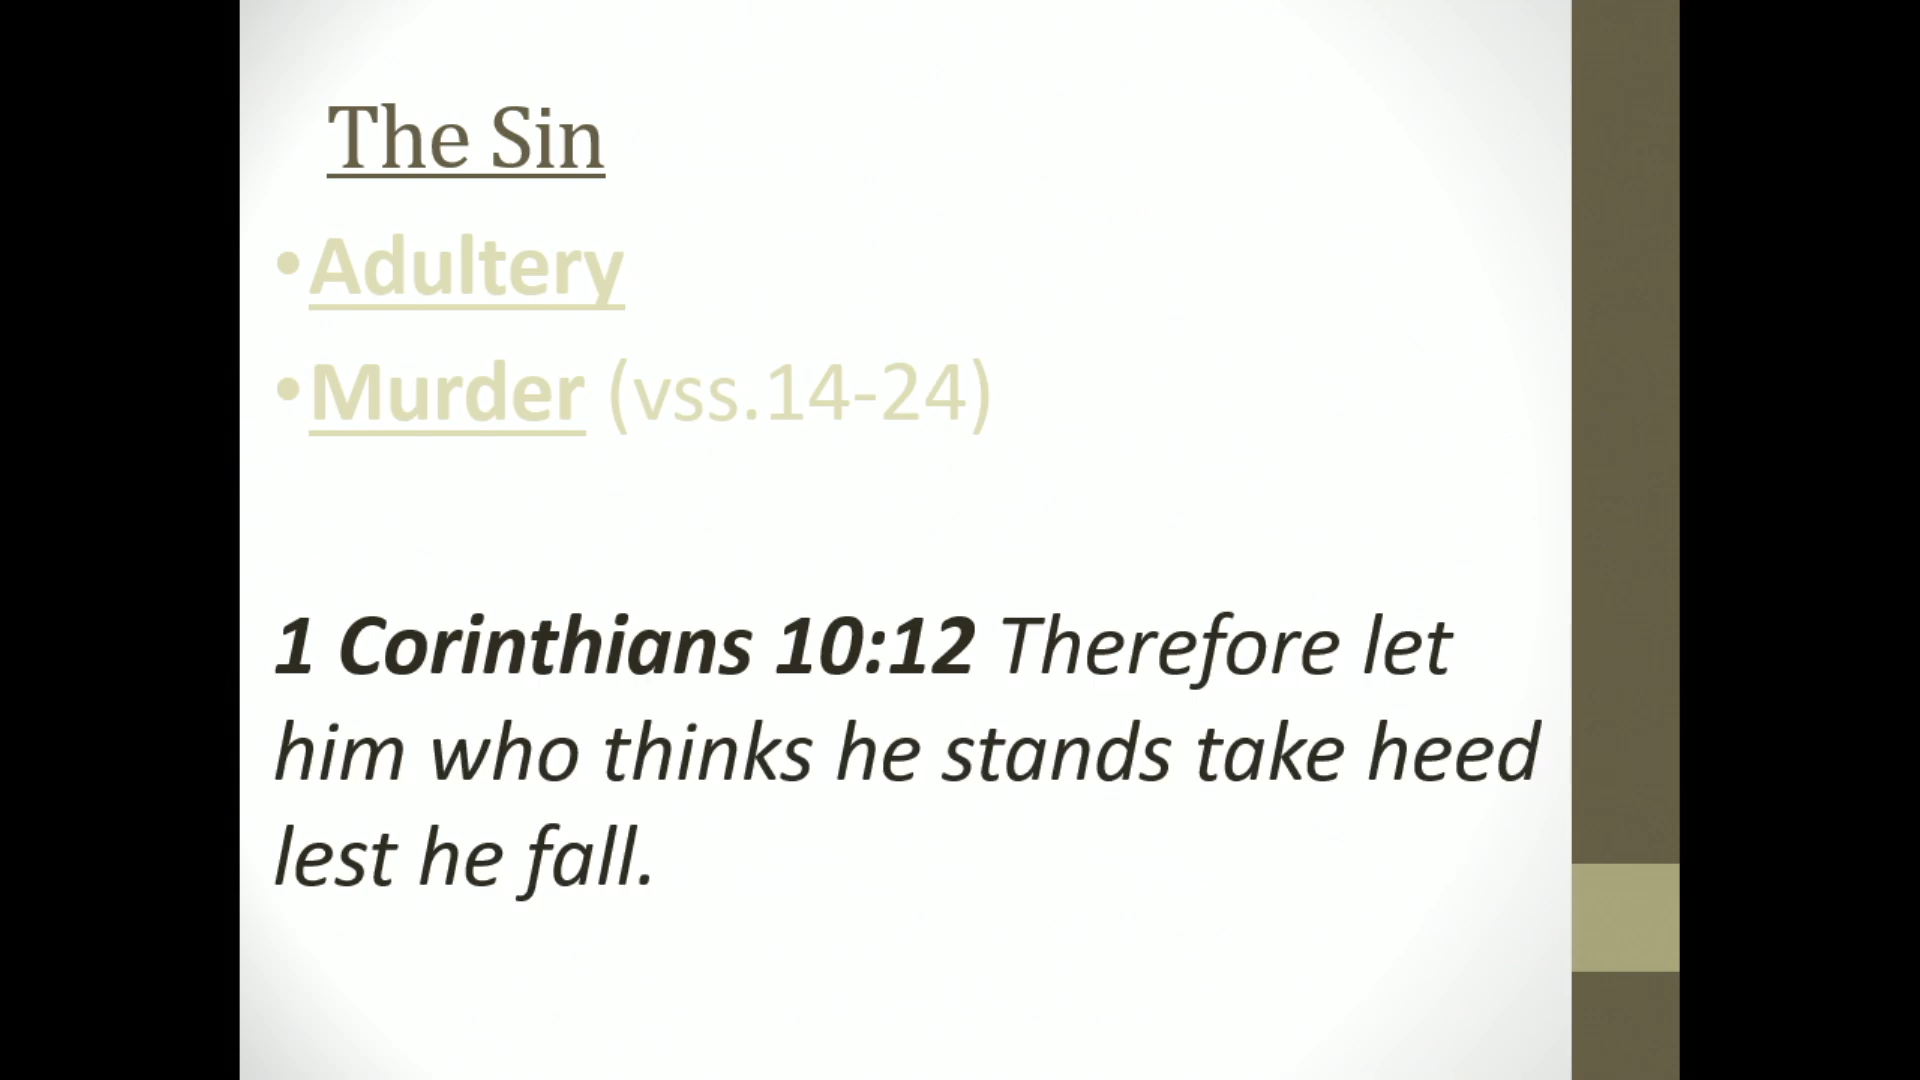 The Sin
•Adultery
•Murder (vss.14-24)
1 Corinthians 10:12 Therefore let
him who thinks he stands take heed
lest he fall.